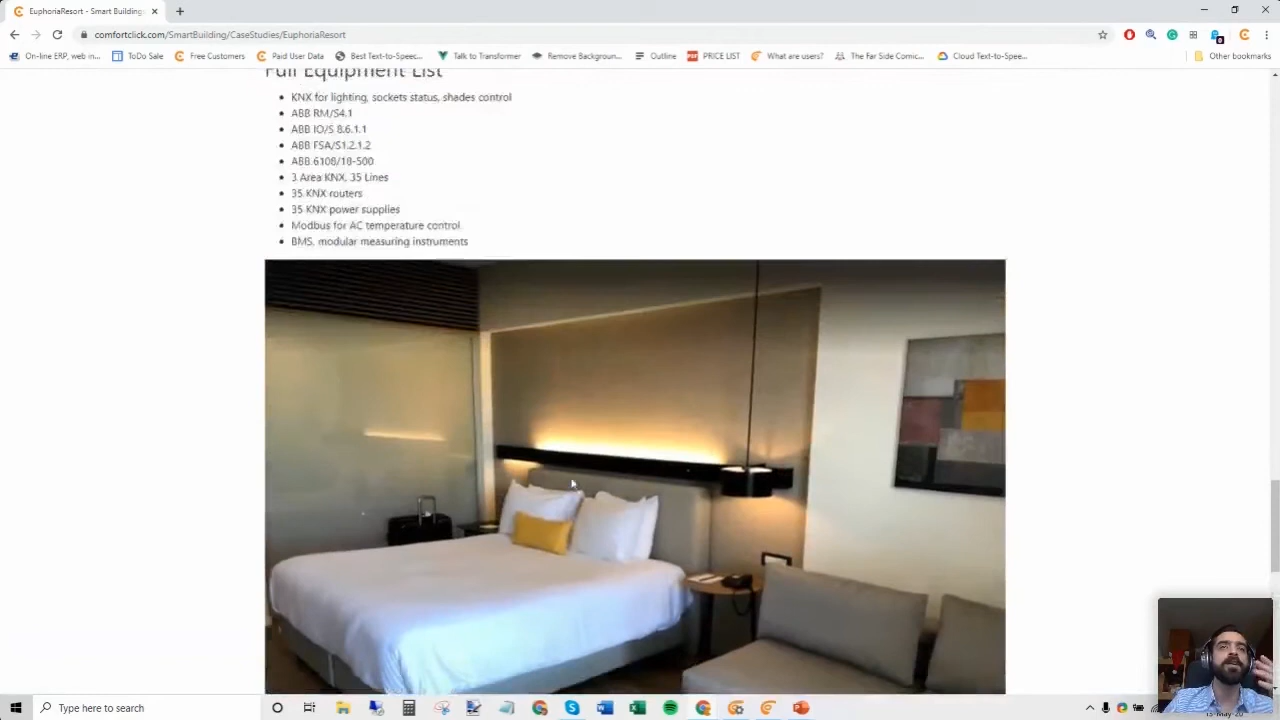 EuphoriaResort - Smart Building
comfortclick.com/SmartBuilding/CaseStudies/EuphoriaResort
On-line ERP, web in...
ToDo Sale
Free Customers
Paid User Data
Best Text-to-Speec...
Talk to Transformer
Remove Backgroun...
Outline
PRICE LIST
What are users?
The Far Side Comic...
Cloud Text-to-Spee...
Other bookmarks
Full Equipment List
KNX for lighting, sockets status, shades control
ABB RM/S4.1
ABB IO/S 8.6.1.1
ABB FSA/S1.2.1.2
ABB 6108/18-500
3 Area KNX, 35 Lines
35 KNX routers
35 KNX power supplies
Modbus for AC temperature control
BMS, modular measuring instruments
Type here to search